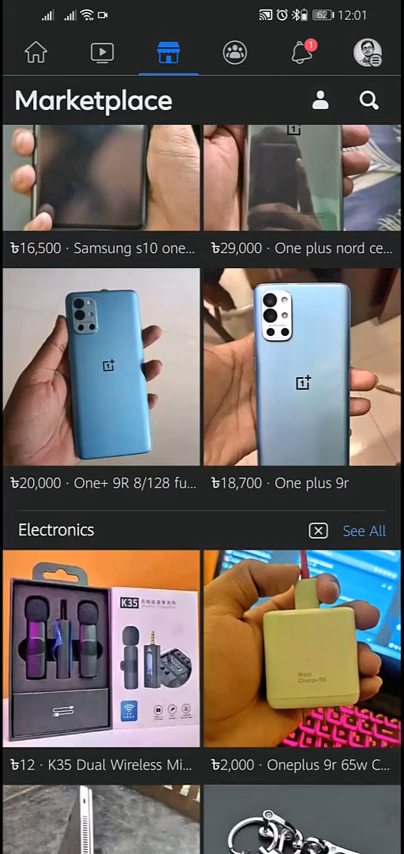 62 12:01
1
Marketplace
৳16,500 · Samsung s10 one...
৳29,000 · One plus nord ce...
৳20,000 · One+ 9R 8/128 fu...
৳18,700 · One plus 9r
Electronics
See All
K35
৳12 · K35 Dual Wireless Mi...
৳2,000 · Oneplus 9r 65w C...